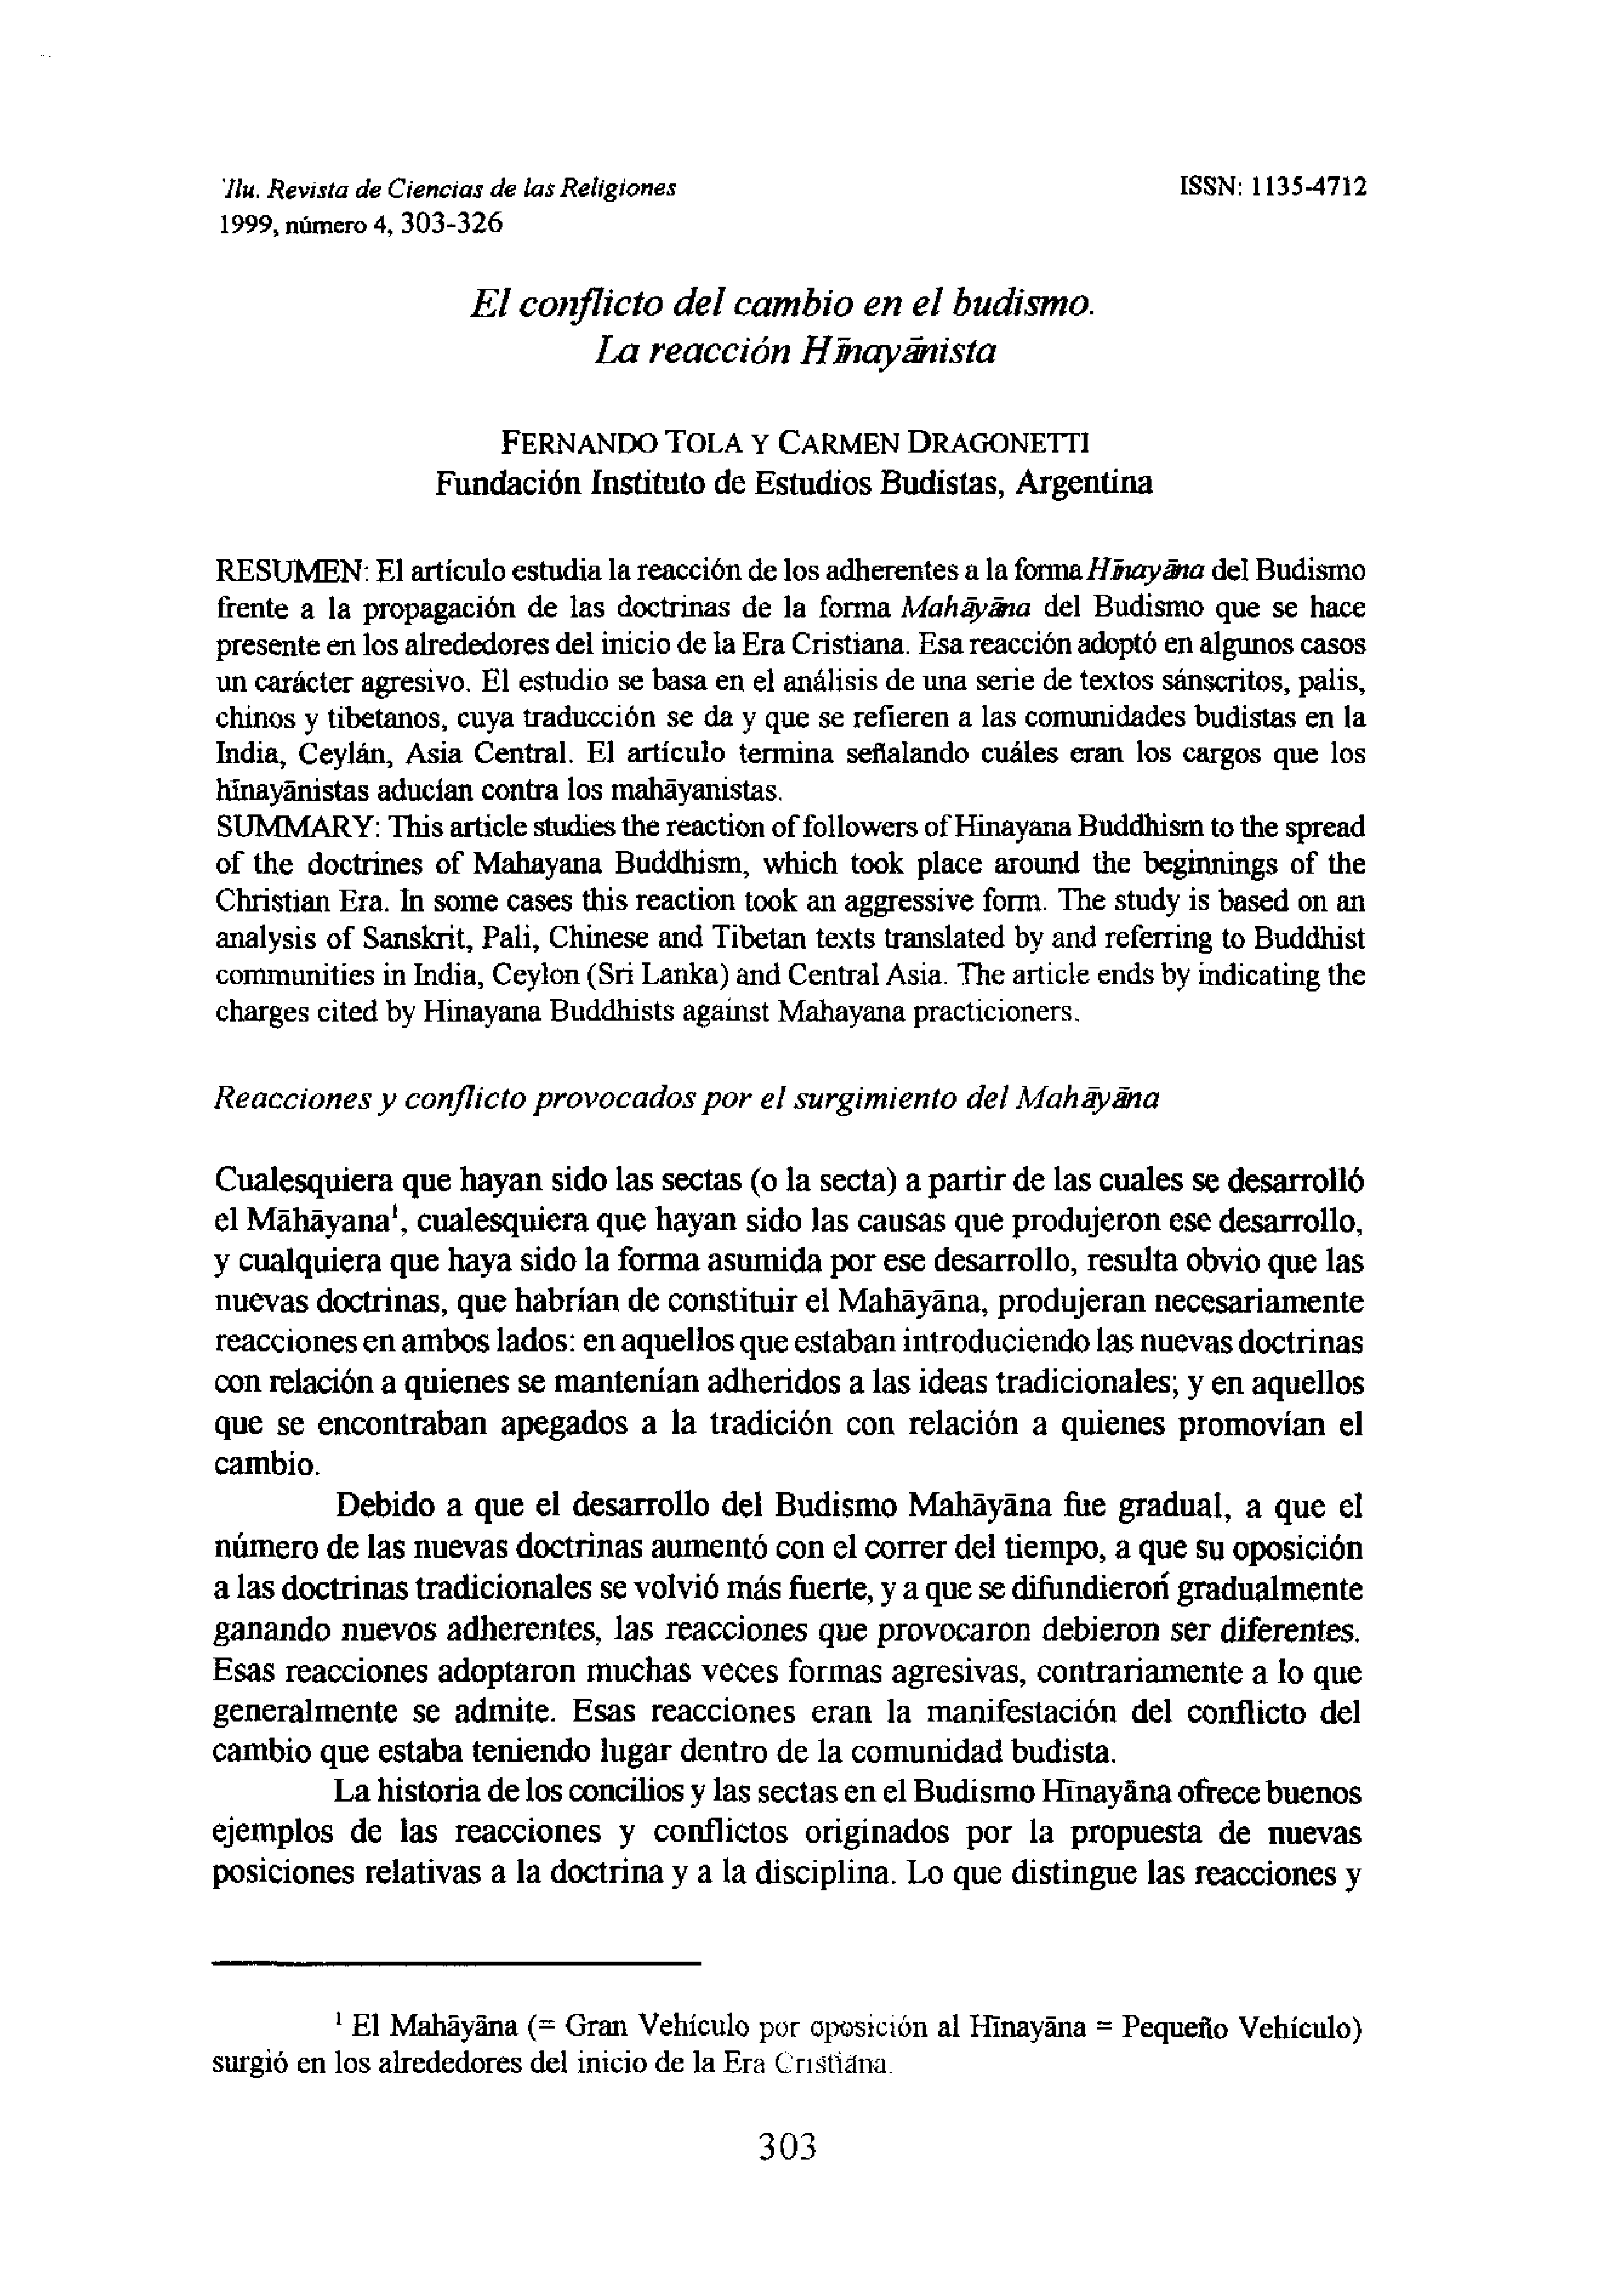 'Ilu. Revista de Ciencias de las Religiones
ISSN: 1135-4712
1999, número 4, 303-326
El conflicto del cambio en el budismo.
La reacción Hīnayānista
FERNANDO TOLA Y CARMEN DRAGONETTI
Fundación Instituto de Estudios Budistas, Argentina
RESUMEN: El artículo estudia la reacción de los adherentes a la forma Hīnayāna del Budismo
frente a la propagación de las doctrinas de la forma Mahāyāna del Budismo que se hace
presente en los alrededores del inicio de la Era Cristiana. Esa reacción adoptó en algunos casos
un carácter agresivo. El estudio se basa en el análisis de una serie de textos sánscritos, palis,
chinos y tibetanos, cuya traducción se da y que se refieren a las comunidades budistas en la
India, Ceylán, Asia Central. El artículo termina señalando cuáles eran los cargos que los
hīnayānistas aducían contra los mahāyanistas.
SUMMARY: This article studies the reaction of followers of Hinayana Buddhism to the spread
of the doctrines of Mahayana Buddhism, which took place around the beginnings of the
Christian Era. In some cases this reaction took an aggressive form. The study is based on an
analysis of Sanskrit, Pali, Chinese and Tibetan texts translated by and referring to Buddhist
communities in India, Ceylon (Sri Lanka) and Central Asia. The article ends by indicating the
charges cited by Hinayana Buddhists against Mahayana practicioners.
Reacciones y conflicto provocados por el surgimiento del Mahāyāna
Cualesquiera que hayan sido las sectas (o la secta) a partir de las cuales se desarrolló
el Māhāyana¹, cualesquiera que hayan sido las causas que produjeron ese desarrollo,
y cualquiera que haya sido la forma asumida por ese desarrollo, resulta obvio que las
nuevas doctrinas, que habrían de constituir el Mahāyāna, produjeran necesariamente
reacciones en ambos lados: en aquellos que estaban introduciendo las nuevas doctrinas
con relación a quienes se mantenían adheridos a las ideas tradicionales; y en aquellos
que se encontraban apegados a la tradición con relación a quienes promovían el
cambio.
Debido a que el desarrollo del Budismo Mahāyāna fue gradual, a que el
número de las nuevas doctrinas aumentó con el correr del tiempo, a que su oposición
a las doctrinas tradicionales se volvió más fuerte, y a que se difundieron gradualmente
ganando nuevos adherentes, las reacciones que provocaron debieron ser diferentes.
Esas reacciones adoptaron muchas veces formas agresivas, contrariamente a lo que
generalmente se admite. Esas reacciones eran la manifestación del conflicto del
cambio que estaba teniendo lugar dentro de la comunidad budista.
La historia de los concilios y las sectas en el Budismo Hīnayāna ofrece buenos
ejemplos de las reacciones y conflictos originados por la propuesta de nuevas
posiciones relativas a la doctrina y a la disciplina. Lo que distingue las reacciones y
¹ El Mahāyāna (= Gran Vehículo por oposición al Hīnayāna = Pequeño Vehículo)
surgió en los alrededores del inicio de la Era Cristiana.
303